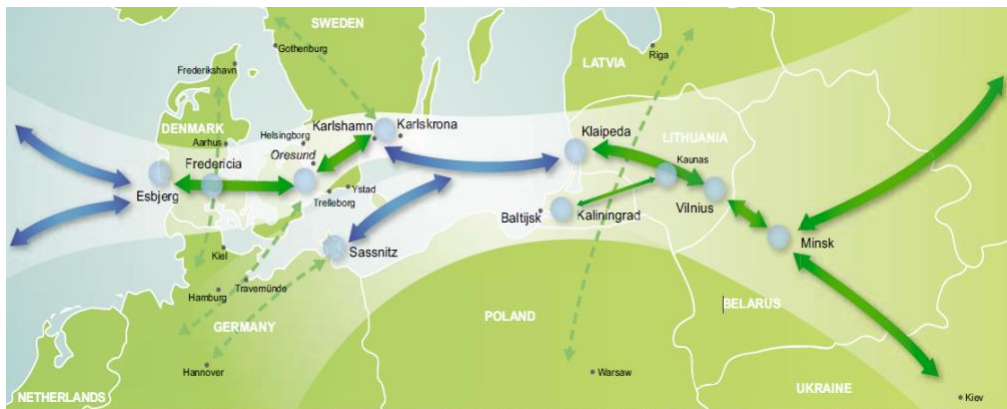 SWEDEN
Gothenburg
Frederikshavn
LATVIA
Riga
DENMARK
Aarhus
Helsingborg
Karlshamn
Karlskrona
Oresund
Fredericia
Esbjerg
Klaipeda
LITHUANIA
Kaunas
Ystad
Trelleborg
Baltijsk
Kaliningrad
Vilnius
Minsk
Kiel
Sassnitz
Travemünde
Hamburg
GERMANY
POLAND
BELARUS
Hannover
Warsaw
NETHERLANDS
UKRAINE
Kiev